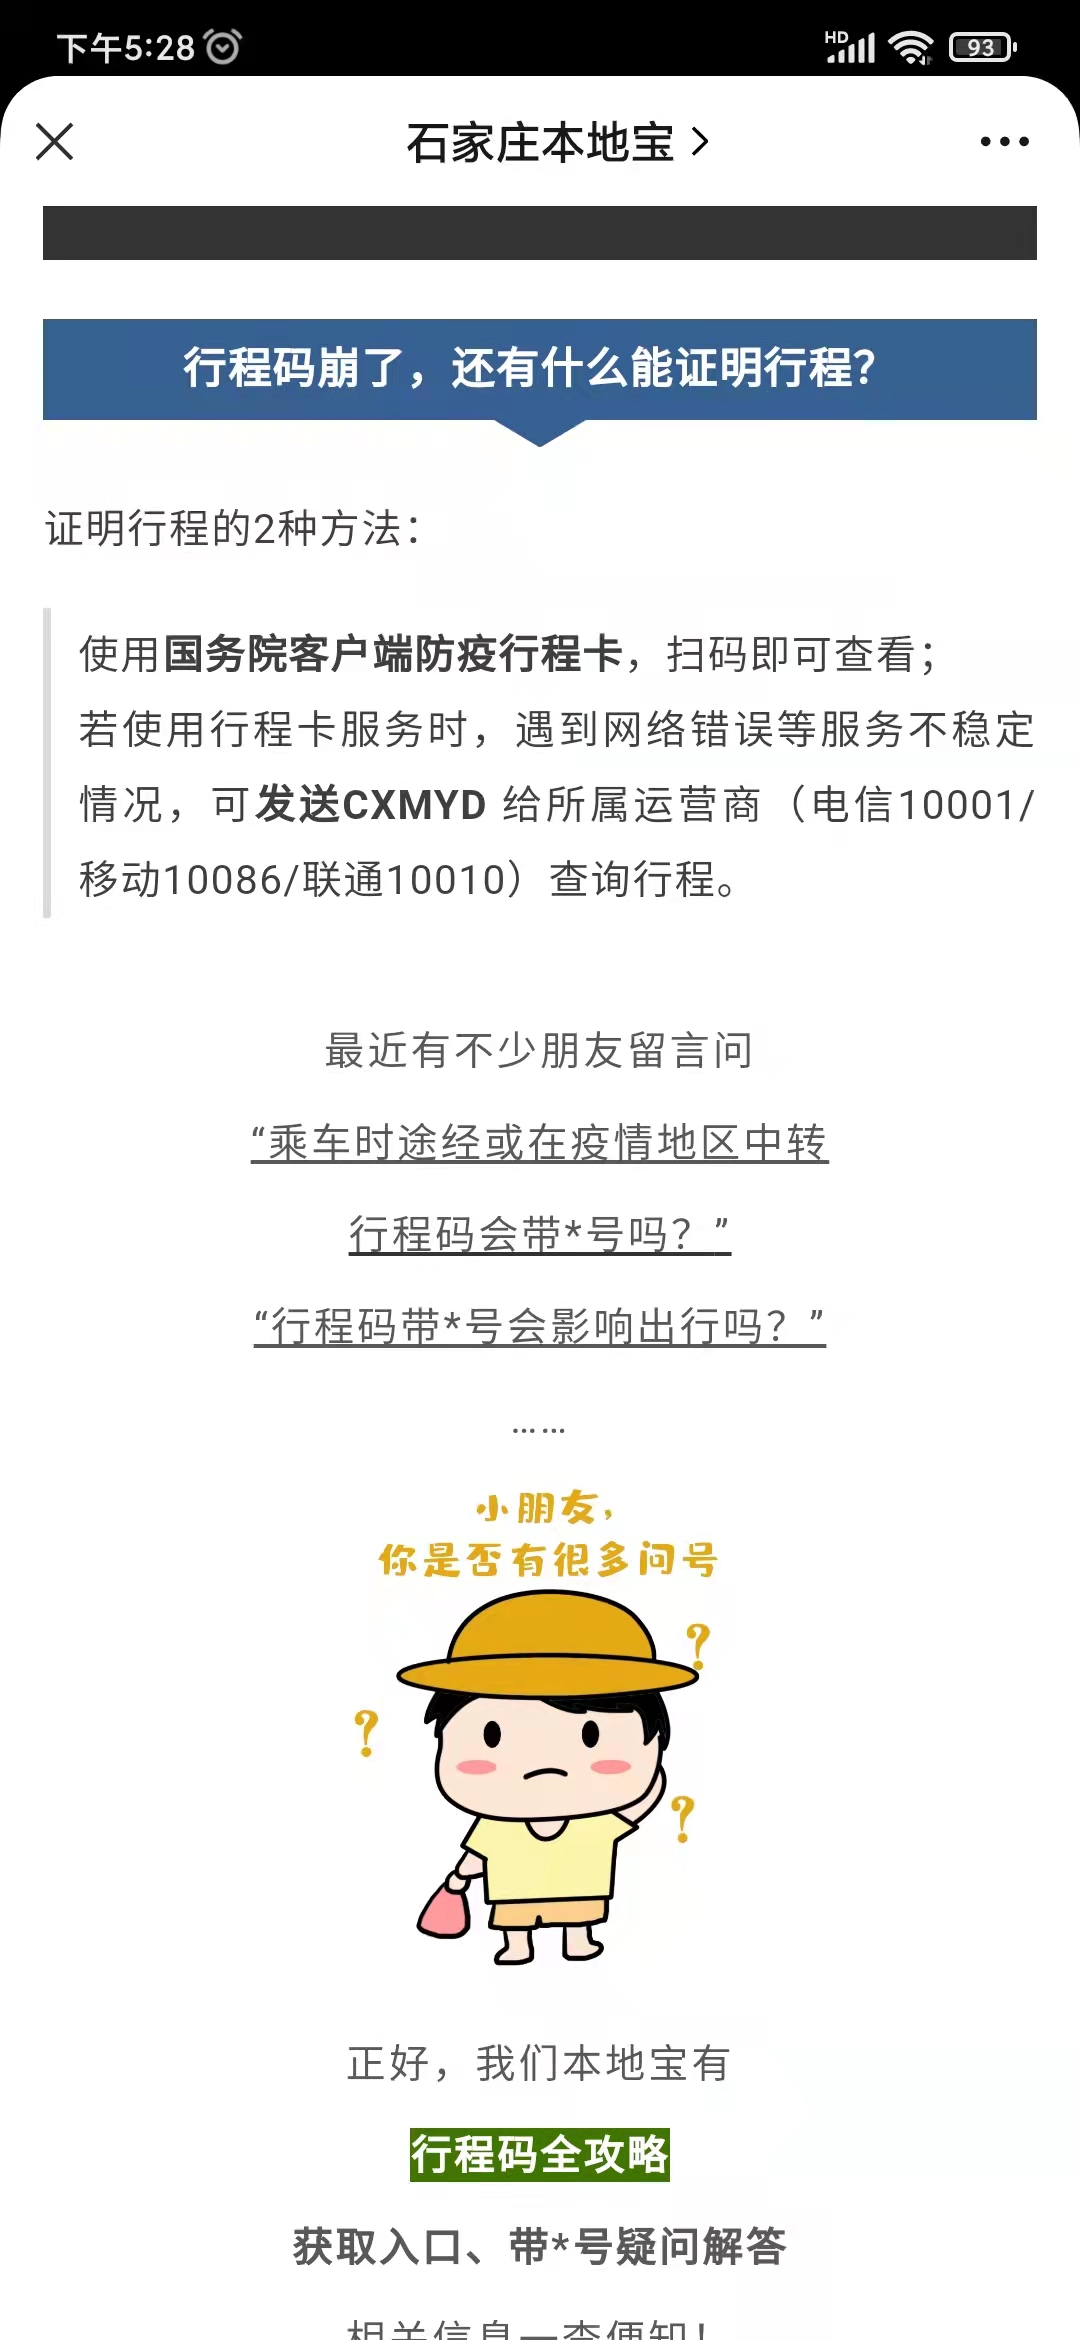 下午5:28
HD
93
石家庄本地宝
行程码崩了，还有什么能证明行程？
证明行程的2种方法：
使用国务院客户端防疫行程卡，扫码即可查看；
若使用行程卡服务时，遇到网络错误等服务不稳定
情况，可发送CXMYD 给所属运营商（电信10001/
移动10086/联通10010）查询行程。
最近有不少朋友留言问
“乘车时途经或在疫情地区中转
行程码会带*号吗？”
“行程码带*号会影响出行吗？”
……
小朋友，
你是否有很多问号
?
?
?
正好，我们本地宝有
行程码全攻略
获取入口、带*号疑问解答
相关信息一查便知！